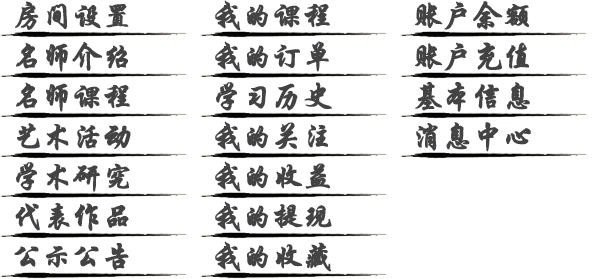 房间设置
名师介绍
名师课程
艺术活动
学术研究
代表作品
公示公告
我的课程
我的订单
学习历史
我的关注
我的收益
我的提现
我的收藏
账户余额
账户充值
基本信息
消息中心